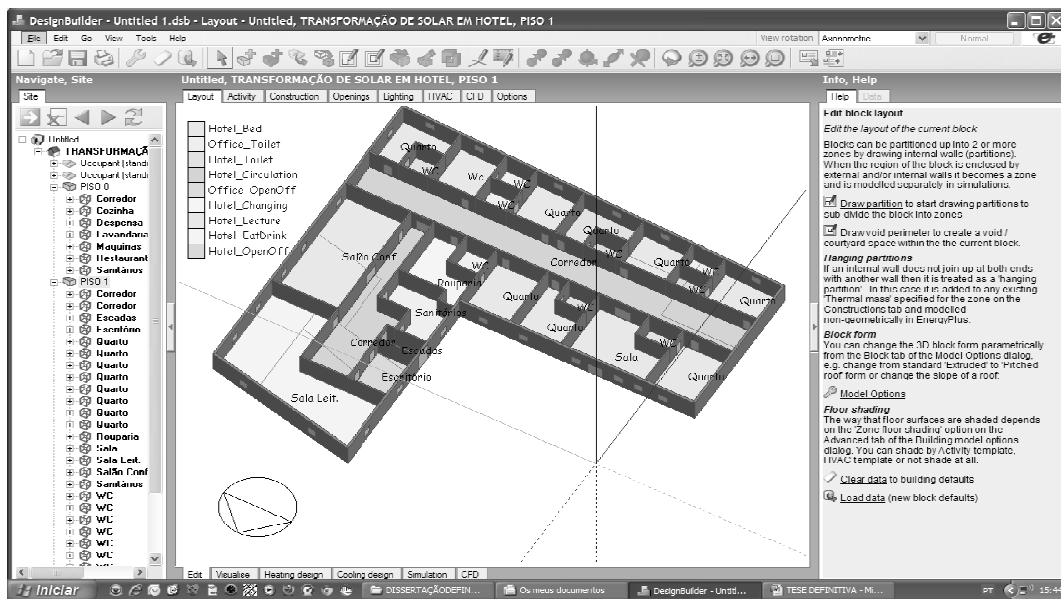 DesignBuilder - Untitled 1.dsb - Layout - Untitled, TRANSFORMAÇÃO DE SOLAR EM HOTEL, PISO 1
File Edit Go View Tools Help
View rotation Axonometric Normal
Navigate, Site
Site
Untitled
TRANSFORMAÇÃ
Occupant (standi
Occupant (standi
PISO 0
Corredor
Cozinha
Despensa
Lavandaria
Maquinas
Restaurant
Sanitários
PISO 1
Corredor
Corredor
Escadas
Escritório
Quarto
Quarto
Quarto
Quarto
Quarto
Quarto
Quarto
Quarto
Rouparia
Sala
Sala Leit.
Salão Conf
Sanitários
WC
WC
WC
WC
WC
WC
Untitled, TRANSFORMAÇÃO DE SOLAR EM HOTEL, PISO 1
Layout Activity Construction Openings Lighting HVAC CFD Options
Hotel_Bed
Office_Toilet
Hotel_Toilet
Hotel_Circulation
Office_OpenOff
Hotel_Changing
Hotel_Lecture
Hotel_EatDrink
Hotel_OpenOff
Quarto
WC
Wc
WC
WC
Quarto
Quarto
WC
Quarto
WC
WC
Quarto
Salão Conf
Corredor
WC
Rouparia
Quarto
Sanitários
WC
Quarto
Corredor
Escadas
Sala
WC
Escritório
Quarto
Sala Leit.
Edit Visualise Heating design Cooling design Simulation CFD
Info, Help
Help Data
Edit block layout
Edit the layout of the current block
Blocks can be partitioned up into 2 or more
zones by drawing internal walls (partitions).
When the region of the block is enclosed by
external and/or internal walls it becomes a zone
and is modelled separately in simulations.
Draw partition to start drawing partitions to
sub-divide the block into zones
Draw void perimeter to create a void /
courtyard space within the the current block.
Hanging partitions
If an internal wall does not join up at both ends
with another wall then it is treated as a 'hanging
partition'. In this case it is added to any existing
'Thermal mass' specified for the zone on the
Constructions tab and modelled
non-geometrically in EnergyPlus.
Block form
You can change the 3D block form parametrically
from the Block tab of the Model Options dialog,
e.g. change from standard 'Extruded' to 'Pitched
roof' form or change the slope of a roof:
Model Options
Floor shading
The way that floor surfaces are shaded depends
on the 'Zone floor shading' option on the
Advanced tab of the Building model options
dialog. You can shade by Activity template,
HVAC template or not shade at all.
Clear data to building defaults
Load data (new block defaults)
Iniciar DISSERTAÇÃODEFIN... Os meus documentos DesignBuilder - Untitl... TESE DEFINITIVA - Mi... PT